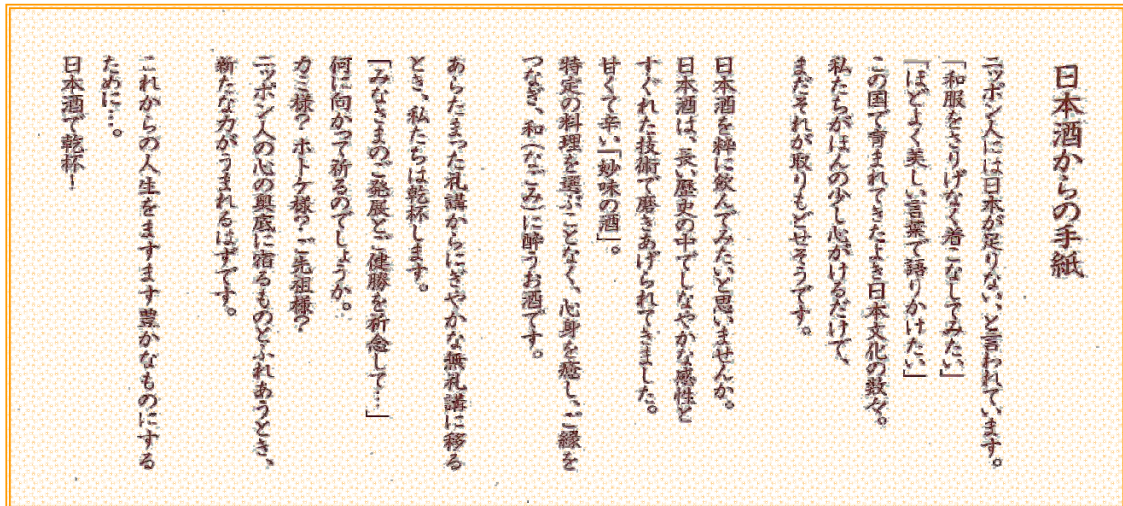 日本酒からの手紙
ニッポン人には日本が足りない、と言われています。
「和服をさりげなく着こなしてみたい」
「ほどよく美しい言葉で語りかけたい」
この国で育まれてきたよき日本文化の数々。
私たちがほんの少し心がけるだけで、
まだそれが取りもどせそうです。
日本酒を粋に飲んでみたいと思いませんか。
日本酒は、長い歴史の中でしなやかな感性と
すぐれた技術で磨きあげられてきました。
甘くて辛い、「妙味の酒」。
特定の料理を選ぶことなく、心身を癒し、ご縁を
つなぎ、和(なごみ)に酔うお酒です。
あらたまった礼講からにぎやかな無礼講に移る
とき、私たちは乾杯します。
「みなさまのご発展とご健勝を祈念して…」
何に向かって祈るのでしょうか。
カミ様？ホトケ様？ご先祖様？
ニッポン人の心の奥底に宿るものとふれあうとき、
新たな力がうまれるはずです。
これからの人生をますます豊かなものにする
ために…。
日本酒で乾杯！